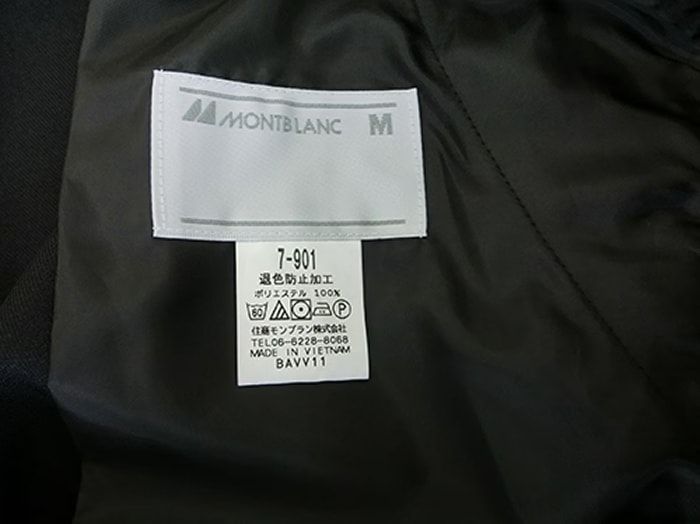 MONTBLANC M
7-901
退色防止加工
ポリエステル 100%
60 P
住商モンブラン株式会社
TEL06-6228-8068
MADE IN VIETNAM
BAVV11